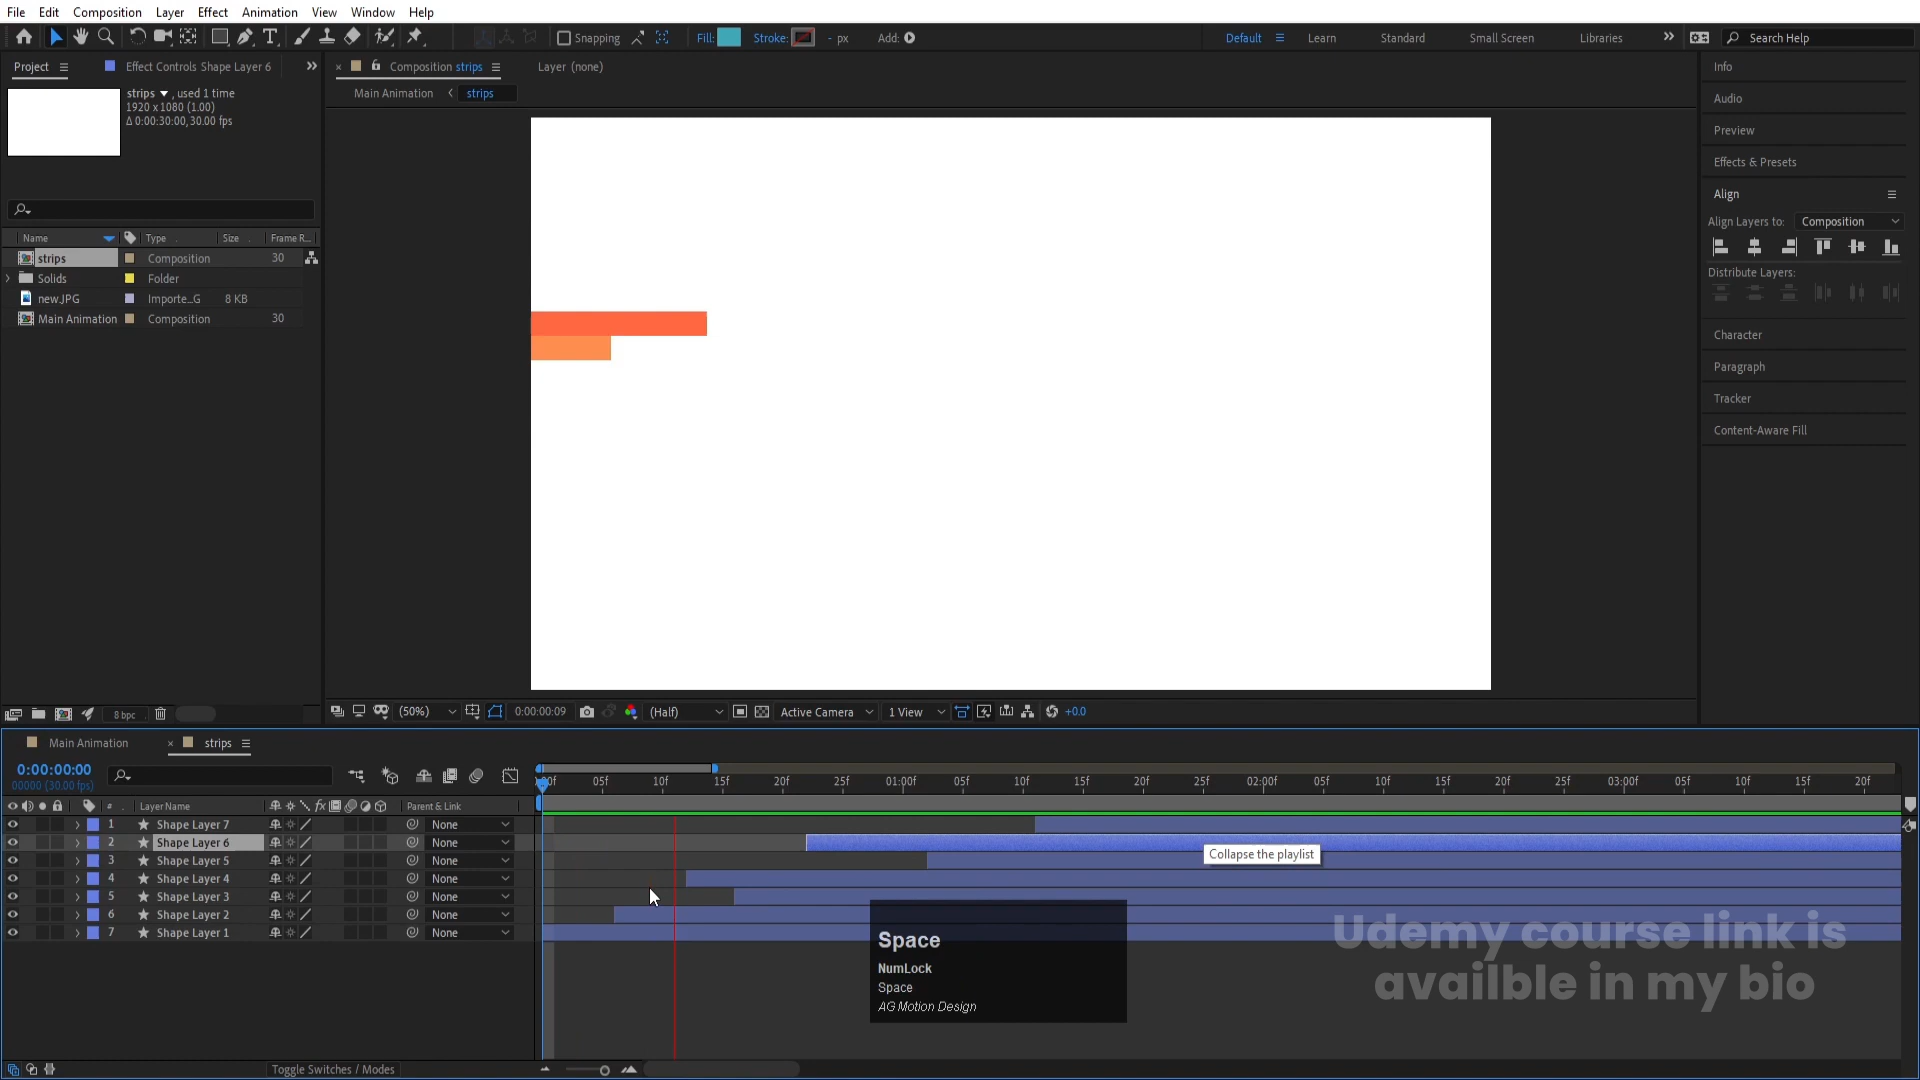 File Edit Composition Layer Effect Animation View Window Help
Snapping Fill: Stroke: - px Add: Default Learn Standard Small Screen Libraries Search Help
Project Effect Controls Shape Layer 6 Composition strips Layer (none) Info
strips , used 1 time
1920 x 1080 (1.00)
Δ 0:00:30:00, 30.00 fps
Main Animation strips
Audio
Preview
Effects & Presets
Align
Align Layers to: Composition
Distribute Layers:
Character
Paragraph
Tracker
Content-Aware Fill
Name Type Size Frame R...
strips Composition 30
Solids Folder
new.JPG Importe_G 8 KB
Main Animation Composition 30
8 bpc (50%) 0:00:00:09 (Half) Active Camera 1 View +0.0
Main Animation strips
0:00:00:00
00000 (30.00 fps)
05f 10f 15f 20f 25f 01:00f 05f 10f 15f 20f 25f 02:00f 05f 10f 15f 20f 25f 03:00f 05f 10f 15f 20f
# Layer Name fx Parent & Link
1 Shape Layer 7 None
2 Shape Layer 6 None
Collapse the playlist
3 Shape Layer 5 None
4 Shape Layer 4 None
5 Shape Layer 3 None
6 Shape Layer 2 None
7 Shape Layer 1 None
Space
NumLock
Space
AG Motion Design
Udemy course link is
availble in my bio
Toggle Switches / Modes